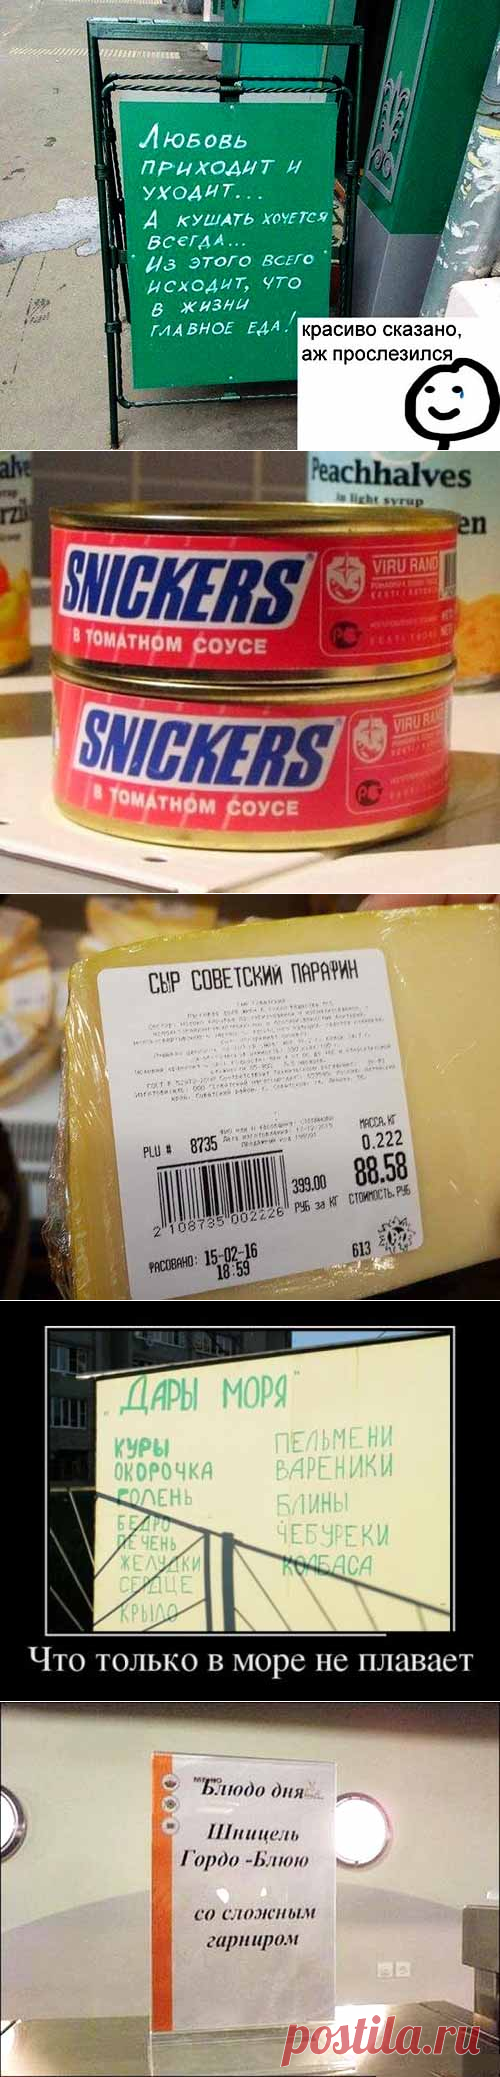 Любовь
приходит и
уходит...
А кушать хочется
всегда...
Из этого всего
исходит, что
в жизни
главное еда!
красиво сказано,
аж прослезился
Peachhalves
in light syrup
SNICKERS
В ТОМАТНОМ СОУСЕ
VIRU RAND
SNICKERS
В ТОМАТНОМ СОУСЕ
VIRU RAND
СЫР СОВЕТСКИЙ ПАРАФИН
PLU # 8735
МАССА, КГ
0.222
399.00
РУБ за КГ
88.58
СТОИМОСТЬ, РУБ
2 108735 002226
ФАСОВАНО: 15-02-16
18:59
613
"ДАРЫ МОРЯ"
КУРЫ
ОКОРОЧКА
ГОЛЕНЬ
БЕДРО
ПЕЧЕНЬ
ЖЕЛУДКИ
СЕРДЦЕ
КРЫЛО
ПЕЛЬМЕНИ
ВАРЕНИКИ
БЛИНЫ
ЧЕБУРЕКИ
КОЛБАСА
Что только в море не плавает
Блюдо дня
Шницель
Гордо -Блюю
со сложным
гарниром
postila.ru